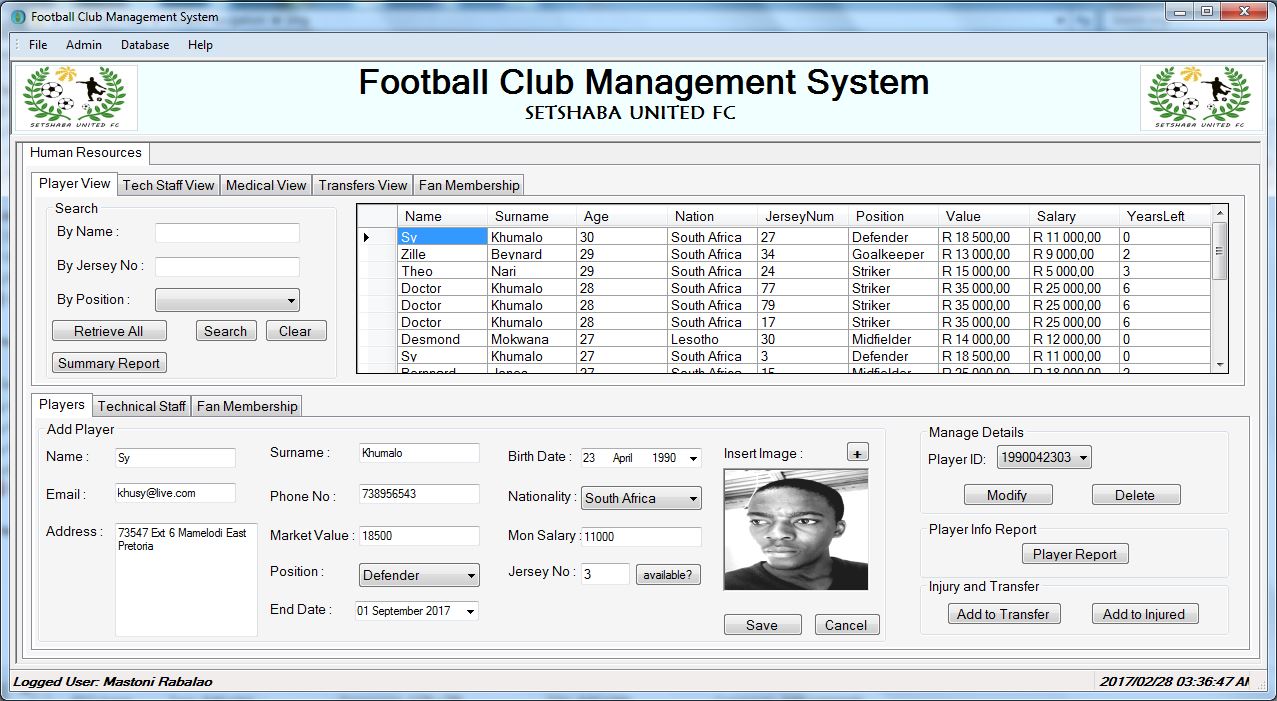 Football Club Management System
File Admin Database Help
SETSHABA UNITED FC
Football Club Management System
SETSHABA UNITED FC
SETSHABA UNITED FC
Human Resources
Player View Tech Staff View Medical View Transfers View Fan Membership
Search
By Name :
By Jersey No :
By Position :
Retrieve All Search Clear
Summary Report
Name Surname Age Nation JerseyNum Position Value Salary YearsLeft
Sy Khumalo 30 South Africa 27 Defender R 18 500,00 R 11 000,00 0
Zille Beynard 29 South Africa 34 Goalkeeper R 13 000,00 R 9 000,00 2
Theo Nari 29 South Africa 24 Striker R 15 000,00 R 5 000,00 3
Doctor Khumalo 28 South Africa 77 Striker R 35 000,00 R 25 000,00 6
Doctor Khumalo 28 South Africa 79 Striker R 35 000,00 R 25 000,00 6
Doctor Khumalo 28 South Africa 17 Striker R 35 000,00 R 25 000,00 6
Desmond Mokwana 27 Lesotho 30 Midfielder R 14 000,00 R 12 000,00 0
Sy Khumalo 27 South Africa 3 Defender R 18 500,00 R 11 000,00 0
27 South Africa 15 Midfielder R 25 000,00 R 18 000,00 2
Players Technical Staff Fan Membership
Add Player
Name : Sy
Surname : Khumalo
Birth Date : 23 April 1990
Insert Image : +
Email : khusy@live.com
Phone No : 738956543
Nationality : South Africa
Address : 73547 Ext 6 Mamelodi East
Pretoria
Market Value : 18500
Mon Salary : 11000
Position : Defender
Jersey No : 3 available?
End Date : 01 September 2017
Save Cancel
Manage Details
Player ID: 1990042303
Modify Delete
Player Info Report
Player Report
Injury and Transfer
Add to Transfer Add to Injured
Logged User: Mastoni Rabalao
2017/02/28 03:36:47